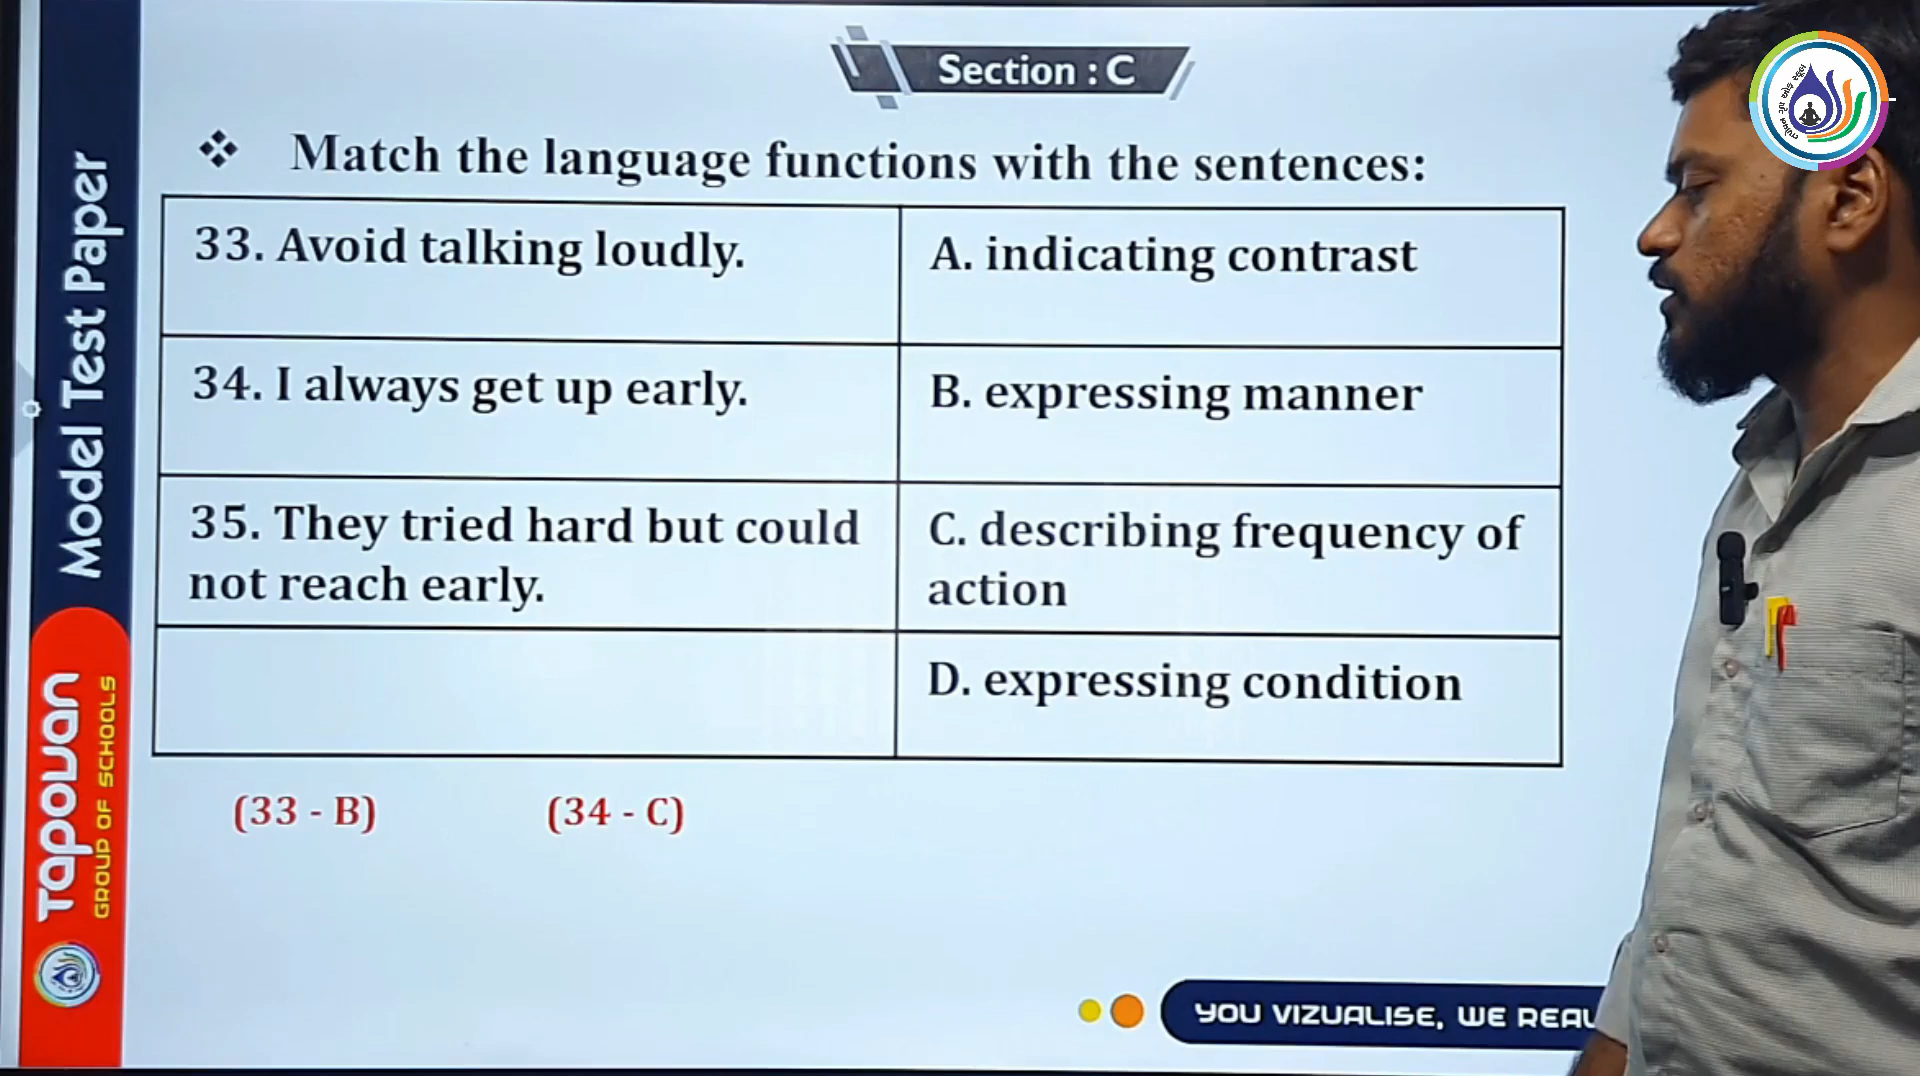 Section : C
❖ Match the language functions with the sentences:
33. Avoid talking loudly.
A. indicating contrast
34. I always get up early.
B. expressing manner
35. They tried hard but could
not reach early.
C. describing frequency of
action
D. expressing condition
(33 - B) (34 - C)
YOU VIZUALISE, WE REAL
Model Test Paper
TAPOVAN
GROUP OF SCHOOLS